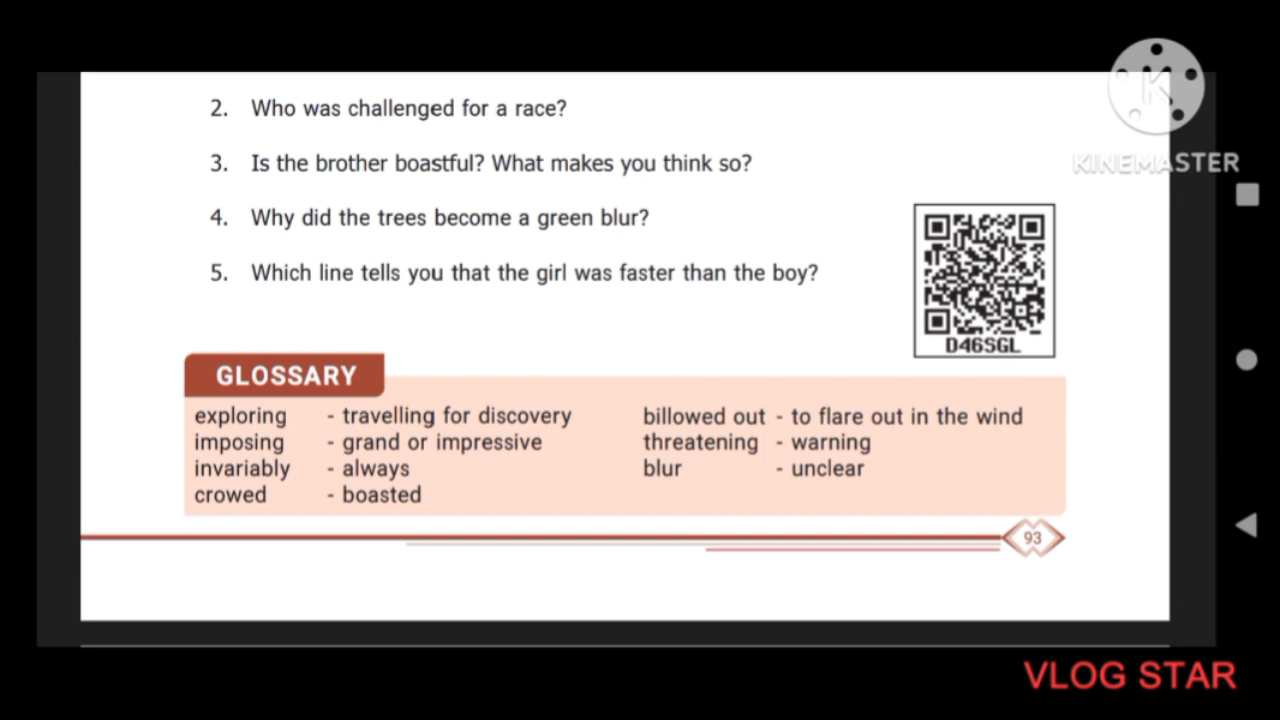 2. Who was challenged for a race?
3. Is the brother boastful? What makes you think so?
4. Why did the trees become a green blur?
5. Which line tells you that the girl was faster than the boy?
D46SGL
GLOSSARY
exploring - travelling for discovery
imposing - grand or impressive
invariably - always
crowed - boasted
billowed out - to flare out in the wind
threatening - warning
blur - unclear
93
K
KINEMASTER
VLOG STAR